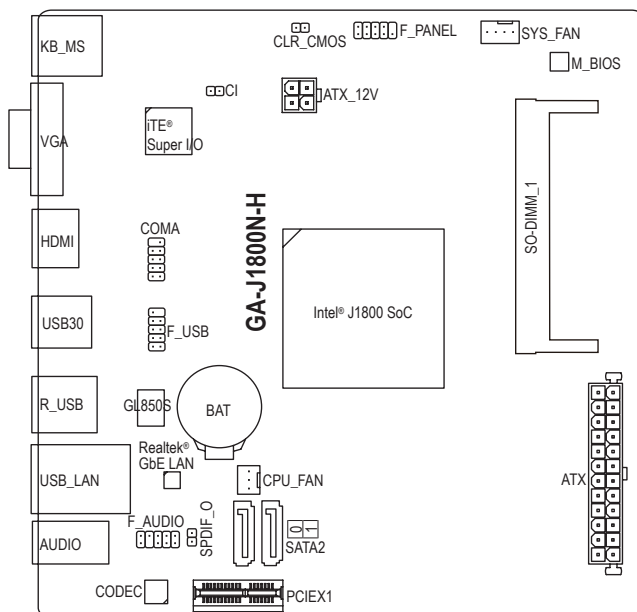 KB_MS
CLR_CMOS
F_PANEL
SYS_FAN
M_BIOS
CI
ATX_12V
VGA
iTE®
Super I/O
SO-DIMM_1
HDMI
COMA
GA-J1800N-H
Intel® J1800 SoC
USB30
F_USB
R_USB
GL850S
BAT
Realtek®
GbE LAN
USB_LAN
CPU_FAN
ATX
F_AUDIO
SPDIF_O
0
1
SATA2
AUDIO
CODEC
PCIEX1